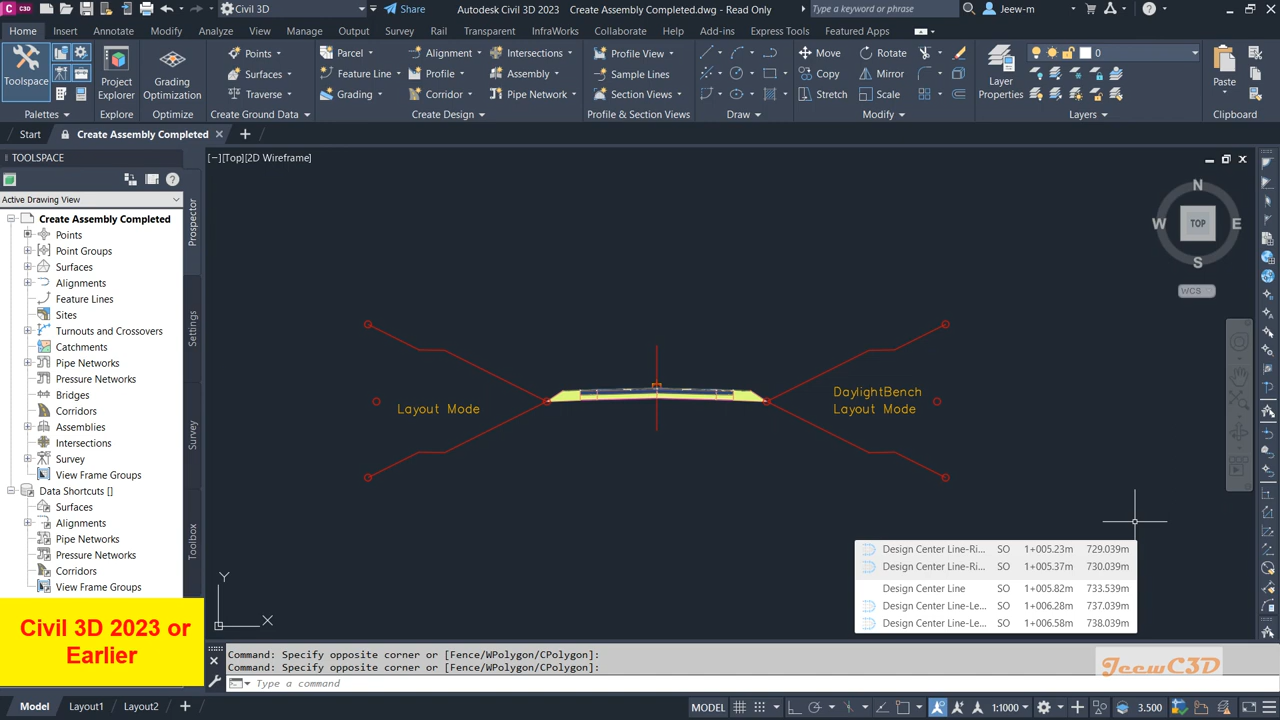 C3D
Civil 3D
Share
Autodesk Civil 3D 2023
Create Assembly Completed.dwg - Read Only
Type a keyword or phrase
Jeew-m
Home
Insert
Annotate
Modify
Analyze
View
Manage
Output
Survey
Rail
Transparent
InfraWorks
Collaborate
Help
Add-ins
Express Tools
Featured Apps
Toolspace
Project Explorer
Grading Optimization
Points
Surfaces
Traverse
Parcel
Feature Line
Grading
Alignment
Profile
Corridor
Intersections
Assembly
Pipe Network
Profile View
Sample Lines
Section Views
Move
Copy
Stretch
Rotate
Mirror
Scale
Layer Properties
0
Paste
Palettes
Explore
Optimize
Create Ground Data
Create Design
Profile & Section Views
Draw
Modify
Layers
Clipboard
Start
Create Assembly Completed
TOOLSPACE
Active Drawing View
Create Assembly Completed
Points
Point Groups
Surfaces
Alignments
Feature Lines
Sites
Turnouts and Crossovers
Catchments
Pipe Networks
Pressure Networks
Bridges
Corridors
Assemblies
Intersections
Survey
View Frame Groups
Data Shortcuts []
Surfaces
Alignments
Pipe Networks
Pressure Networks
Corridors
View Frame Groups
Prospector
Settings
Survey
Toolbox
[−][Top][2D Wireframe]
N
W
TOP
E
S
WCS
Layout Mode
DaylightBench
Layout Mode
Design Center Line-Ri... SO 1+005.23m 729.039m
Design Center Line-Ri... SO 1+005.37m 730.039m
Design Center Line SO 1+005.82m 733.539m
Design Center Line-Le... SO 1+006.28m 737.039m
Design Center Line-Le... SO 1+006.58m 738.039m
Y
X
Civil 3D 2023 or
Earlier
Command: Specify opposite corner or [Fence/WPolygon/CPolygon]:
Command: Specify opposite corner or [Fence/WPolygon/CPolygon]:
Type a command
JeewC3D
Model
Layout1
Layout2
MODEL
1:1000
3.500